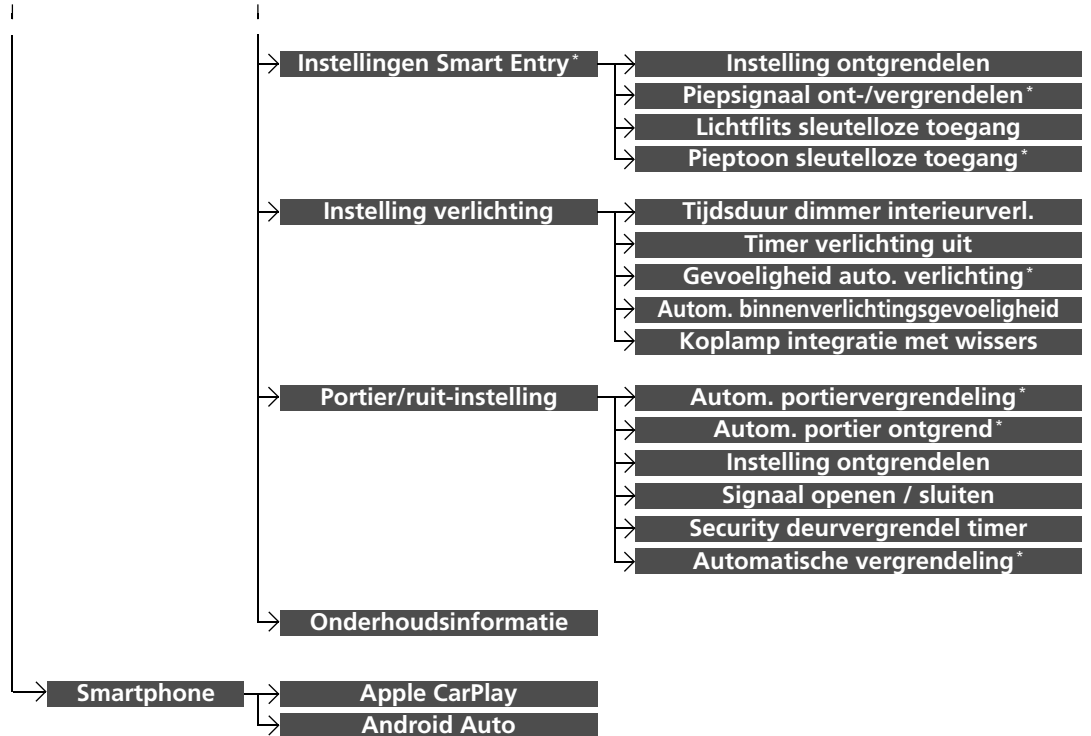 Instellingen Smart Entry*
Instelling ontgrendelen
Piepsignaal ont-/vergrendelen*
Lichtflits sleutelloze toegang
Pieptoon sleutelloze toegang*
Instelling verlichting
Tijdsduur dimmer interieurverl.
Timer verlichting uit
Gevoeligheid auto. verlichting*
Autom. binnenverlichtingsgevoeligheid
Koplamp integratie met wissers
Portier/ruit-instelling
Autom. portiervergrendeling*
Autom. portier ontgrend*
Instelling ontgrendelen
Signaal openen / sluiten
Security deurvergrendel timer
Automatische vergrendeling*
Onderhoudsinformatie
Smartphone
Apple CarPlay
Android Auto